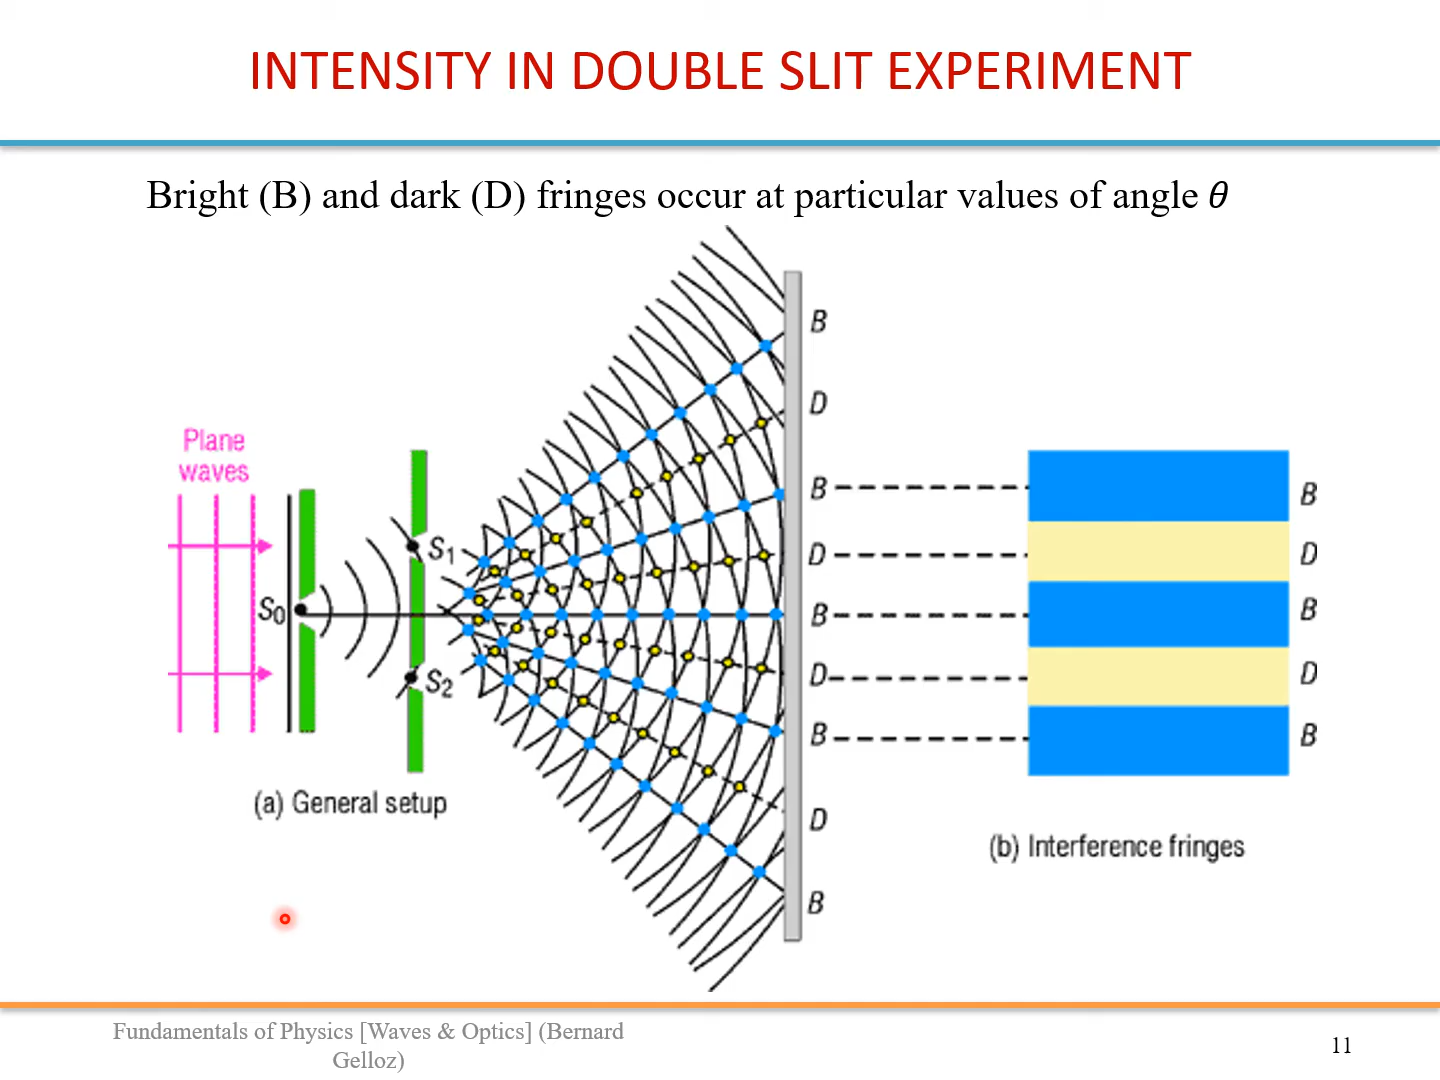 INTENSITY IN DOUBLE SLIT EXPERIMENT
Bright (B) and dark (D) fringes occur at particular values of angle θ
Plane
waves
S0
S1
S2
(a) General setup
B
D
B
D
B
D
B
D
B
B
D
B
D
B
(b) Interference fringes
Fundamentals of Physics [Waves & Optics] (Bernard
Gelloz)
11